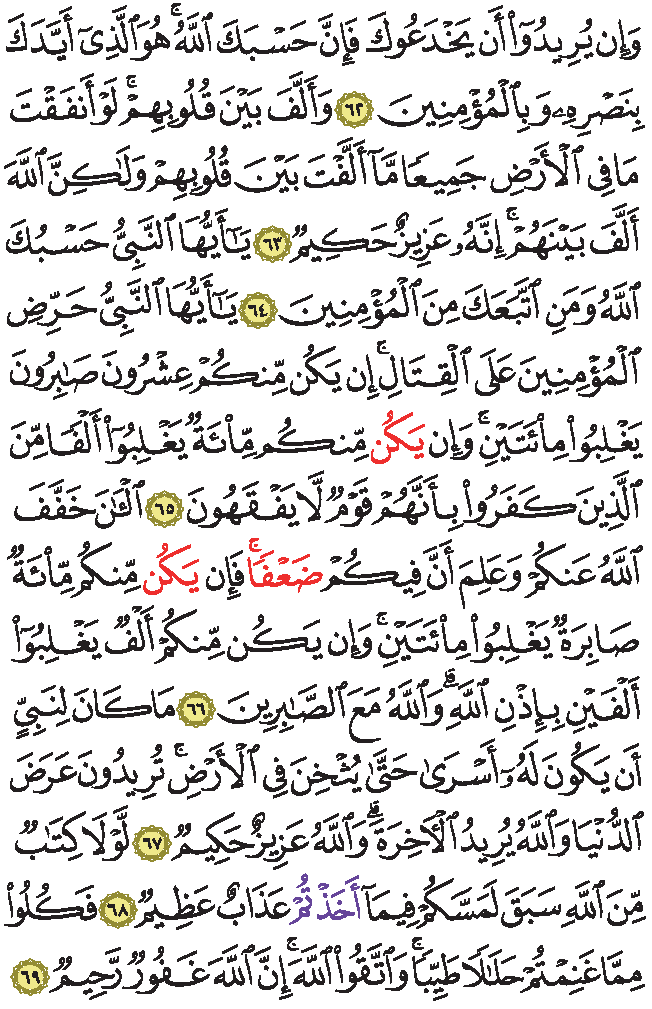 وَإِن يُرِيدُوٓا۟ أَن يَخْدَعُوكَ فَإِنَّ حَسْبَكَ ٱللَّهُ ۚ هُوَ ٱلَّذِىٓ أَيَّدَكَ
بِنَصْرِهِۦ وَبِٱلْمُؤْمِنِينَ ٦٢ وَأَلَّفَ بَيْنَ قُلُوبِهِمْ ۚ لَوْ أَنفَقْتَ
مَا فِى ٱلْأَرْضِ جَمِيعًا مَّآ أَلَّفْتَ بَيْنَ قُلُوبِهِمْ وَلَٰكِنَّ ٱللَّهَ
أَلَّفَ بَيْنَهُمْ ۚ إِنَّهُۥ عَزِيزٌ حَكِيمٌ ٦٣ يَٰٓأَيُّهَا ٱلنَّبِىُّ حَسْبُكَ
ٱللَّهُ وَمَنِ ٱتَّبَعَكَ مِنَ ٱلْمُؤْمِنِينَ ٦٤ يَٰٓأَيُّهَا ٱلنَّبِىُّ حَرِّضِ
ٱلْمُؤْمِنِينَ عَلَى ٱلْقِتَالِ ۚ إِن يَكُن مِّنكُمْ عِشْرُونَ صَٰبِرُونَ
يَغْلِبُوا۟ مِا۟ئَتَيْنِ ۚ وَإِن يَكُن مِّنكُم مِّا۟ئَةٌ يَغْلِبُوٓا۟ أَلْفًا مِّنَ
ٱلَّذِينَ كَفَرُوا۟ بِأَنَّهُمْ قَوْمٌ لَّا يَفْقَهُونَ ٦٥ ٱلْـَٰٔنَ خَفَّفَ
ٱللَّهُ عَنكُمْ وَعَلِمَ أَنَّ فِيكُمْ ضَعْفًا ۚ فَإِن يَكُن مِّنكُم مِّا۟ئَةٌ
صَابِرَةٌ يَغْلِبُوا۟ مِا۟ئَتَيْنِ ۚ وَإِن يَكُن مِّنكُمْ أَلْفٌ يَغْلِبُوٓا۟
أَلْفَيْنِ بِإِذْنِ ٱللَّهِ ۗ وَٱللَّهُ مَعَ ٱلصَّٰبِرِينَ ٦٦ مَا كَانَ لِنَبِىٍّ
أَن يَكُونَ لَهُۥٓ أَسْرَىٰ حَتَّىٰ يُثْخِنَ فِى ٱلْأَرْضِ ۚ تُرِيدُونَ عَرَضَ
ٱلدُّنْيَا وَٱللَّهُ يُرِيدُ ٱلْـَٔاخِرَةَ ۗ وَٱللَّهُ عَزِيزٌ حَكِيمٌ ٦٧ لَّوْلَا كِتَٰبٌ
مِّنَ ٱللَّهِ سَبَقَ لَمَسَّكُمْ فِيمَآ أَخَذتُّمْ عَذَابٌ عَظِيمٌ ٦٨ فَكُلُوا۟
مِمَّا غَنِمْتُمْ حَلَٰلًا طَيِّبًا ۚ وَٱتَّقُوا۟ ٱللَّهَ ۚ إِنَّ ٱللَّهَ غَفُورٌ رَّحِيمٌ ٦٩